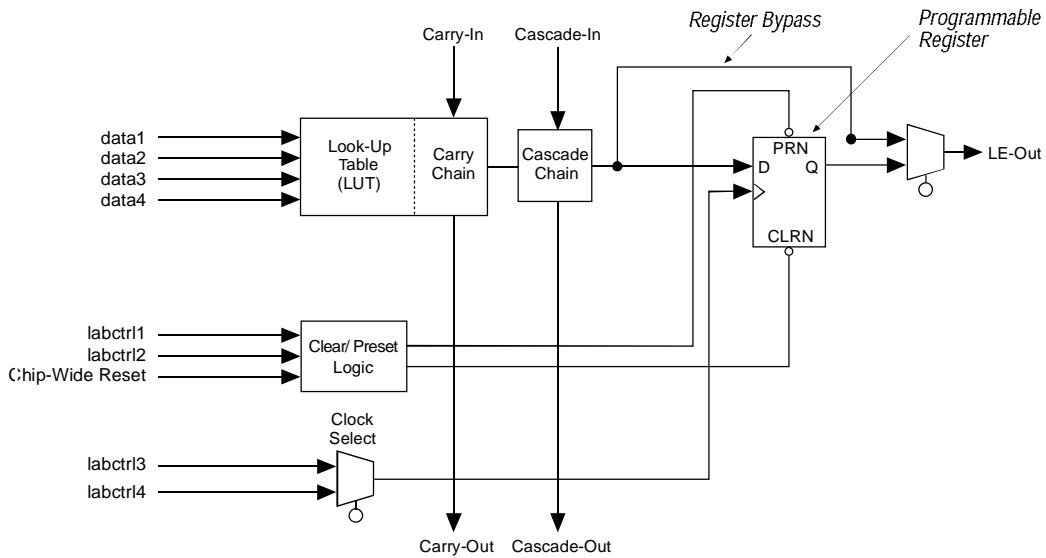 Register Bypass
Programmable
Register
Carry-In
Cascade-In
data1
data2
data3
data4
Look-Up
Table
(LUT)
Carry
Chain
Cascade
Chain
PRN
D
Q
CLRN
LE-Out
labctrl1
labctrl2
Chip-Wide Reset
Clear/ Preset
Logic
Clock
Select
labctrl3
labctrl4
Carry-Out
Cascade-Out